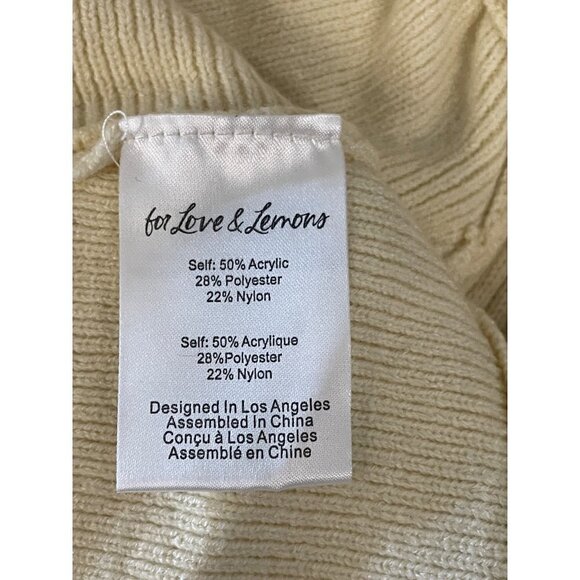 for Love & Lemons
Self: 50% Acrylic
28% Polyester
22% Nylon
Self: 50% Acrylique
28%Polyester
22% Nylon
Designed In Los Angeles
Assembled In China
Conçu à Los Angeles
Assemblé en Chine